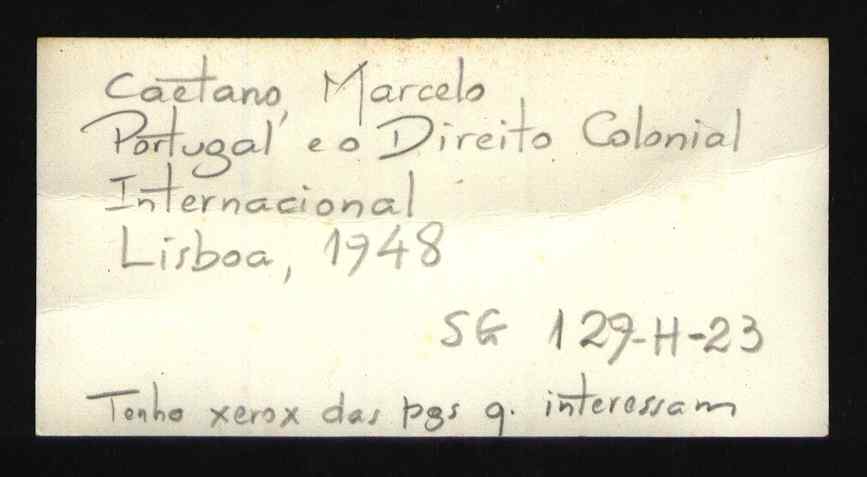 Caetano, Marcelo
Portugal e o Direito Colonial
Internacional
Lisboa, 1948
SG 129-H-23
Tenho xerox das pgs q. interessam